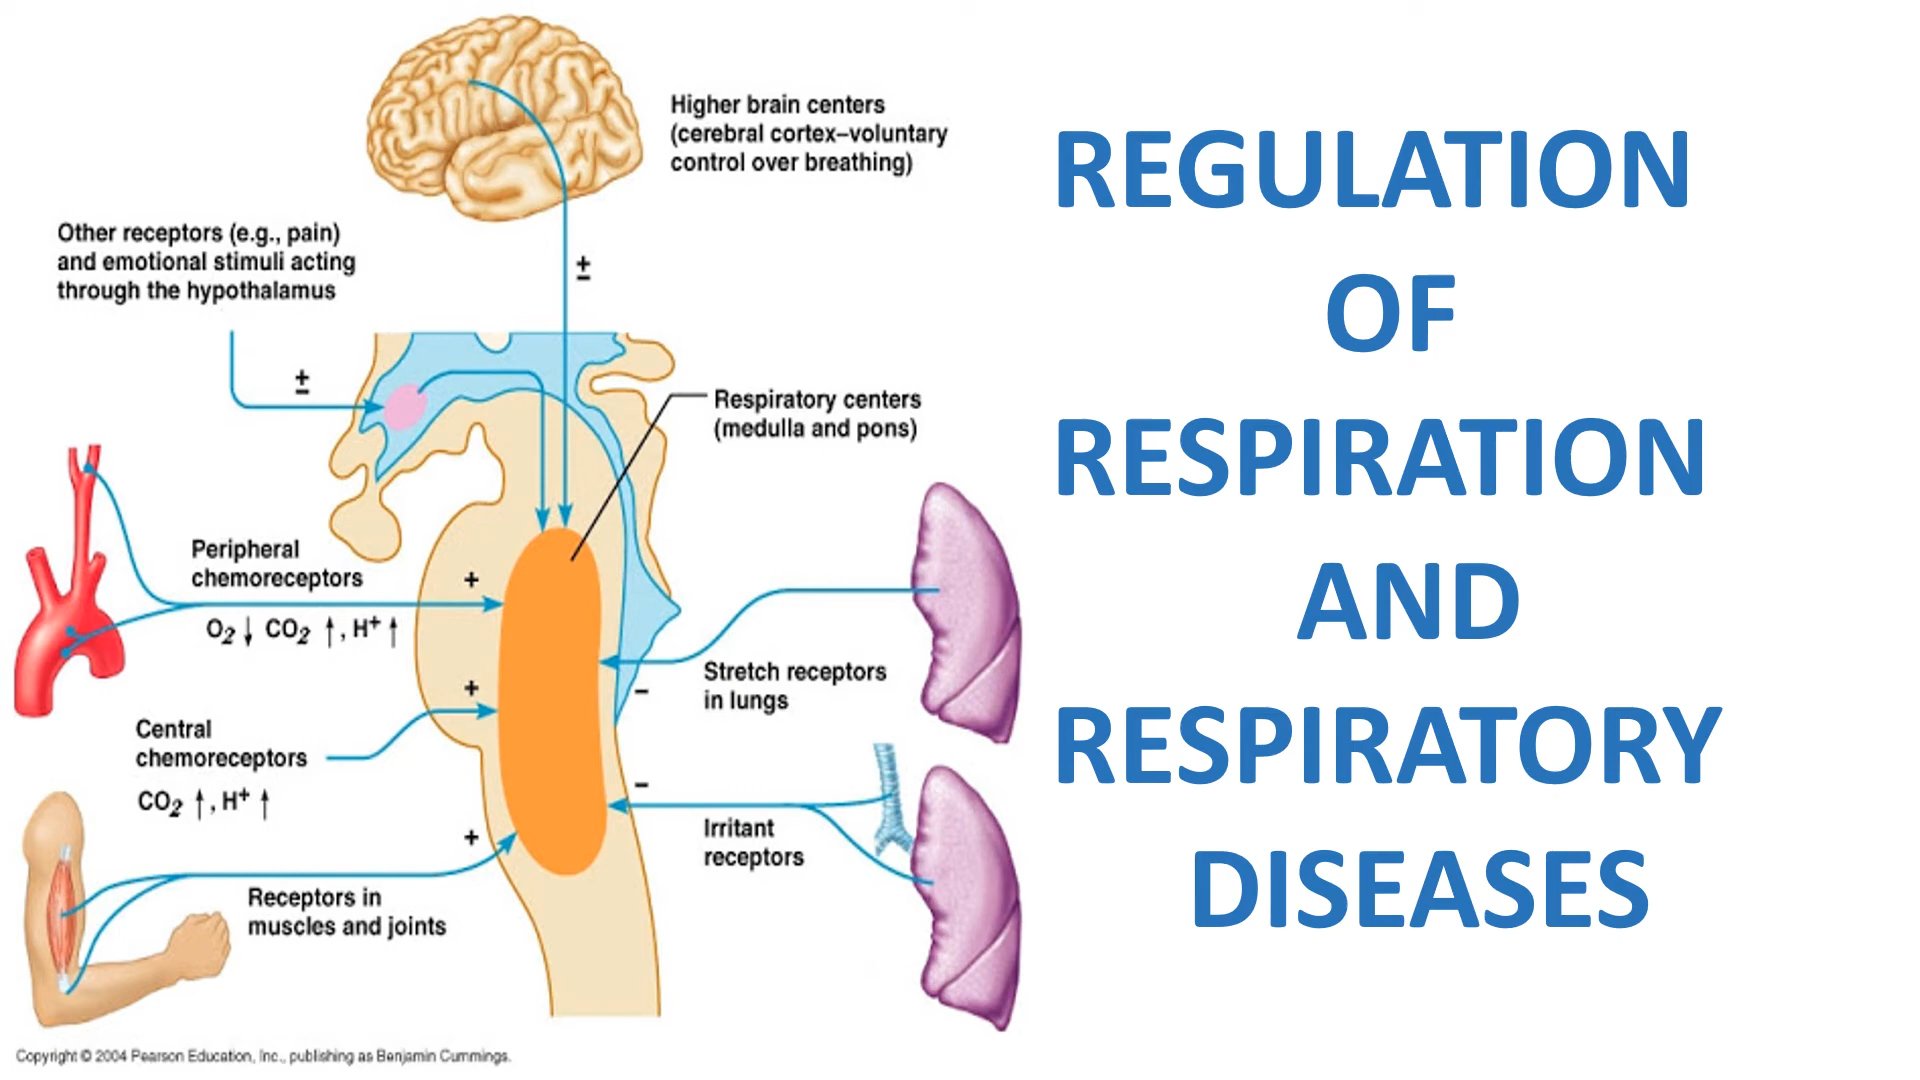 Higher brain centers
(cerebral cortex–voluntary
control over breathing)
Other receptors (e.g., pain)
and emotional stimuli acting
through the hypothalamus
±
±
Respiratory centers
(medulla and pons)
Peripheral
chemoreceptors
+
O2 ↓ CO2 ↑, H+ ↑
Stretch receptors
in lungs
–
+
Central
chemoreceptors
CO2 ↑, H+ ↑
–
Irritant
receptors
+
Receptors in
muscles and joints
Copyright © 2004 Pearson Education, Inc., publishing as Benjamin Cummings.
REGULATION
OF
RESPIRATION
AND
RESPIRATORY
DISEASES